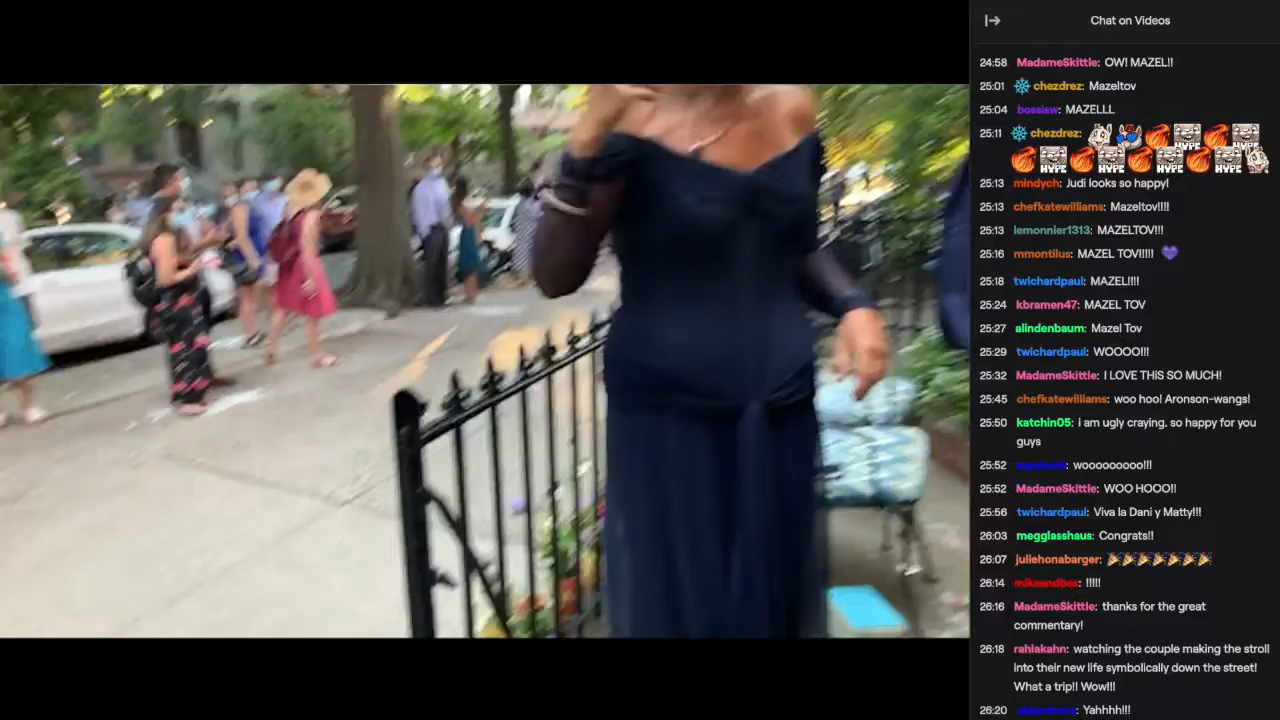 Chat on Videos
24:58 MadameSkittle: OW! MAZEL!!
25:01 chezdrez: Mazeltov
25:04 bossisw: MAZELLL
25:11 chezdrez: HYPE HYPE
HYPE HYPE HYPE HYPE
25:13 mindych: Judi looks so happy!
25:13 chefkatewilliams: Mazeltov!!!!
25:13 lemonnier1313: MAZELTOV!!!
25:16 mmontilus: MAZEL TOV!!!! 💜
25:18 twichardpaul: MAZEL!!!!
25:24 kbramen47: MAZEL TOV
25:27 alindenbaum: Mazel Tov
25:29 twichardpaul: WOOOO!!!
25:32 MadameSkittle: I LOVE THiS SO MUCH!
25:45 chefkatewilliams: woo hoo! Aronson-wangs!
25:50 katchin05: i am ugly craying. so happy for you
guys
25:52 : wooooooooo!!!
25:52 MadameSkittle: WOO HOOO!!
25:56 twichardpaul: Viva la Dani y Matty!!!
26:03 megglasshaus: Congrats!!
26:07 juliehonabarger: 🎉🎉🎉🎉🎉🎉🎉
26:14 : !!!!!
26:16 MadameSkittle: thanks for the great
commentary!
26:18 rahiakahn: watching the couple making the stroll
into their new life symbolically down the street!
What a trip!! Wow!!!
26:20 : Yahhhh!!!